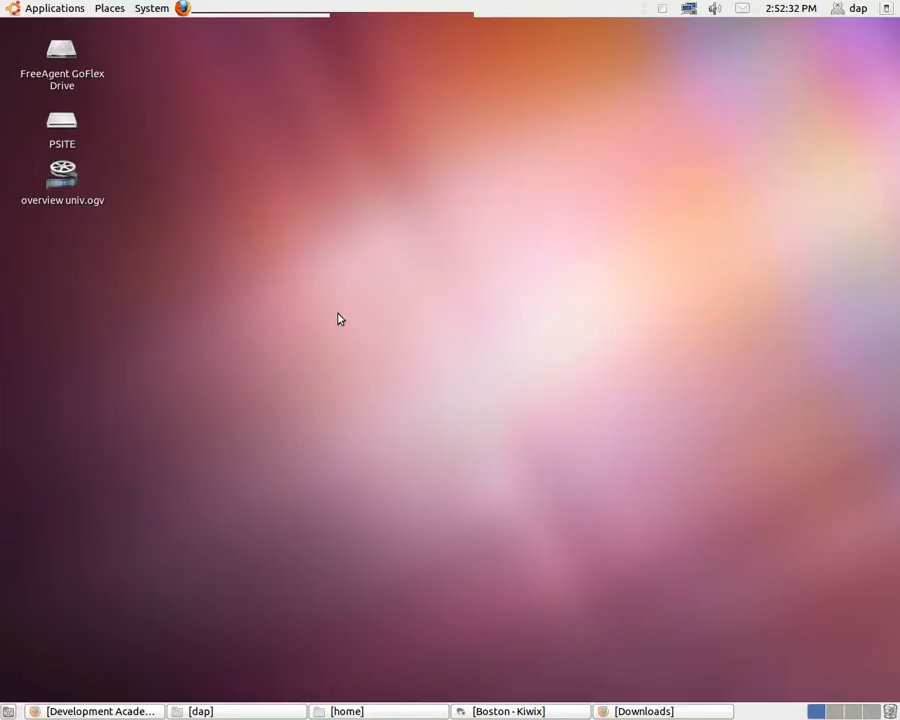 Applications Places System 2:52:32 PM dap
FreeAgent GoFlex
Drive
PSITE
overview univ.ogv
[Development Acade... [dap] [home] [Boston - Kiwix] [Downloads]